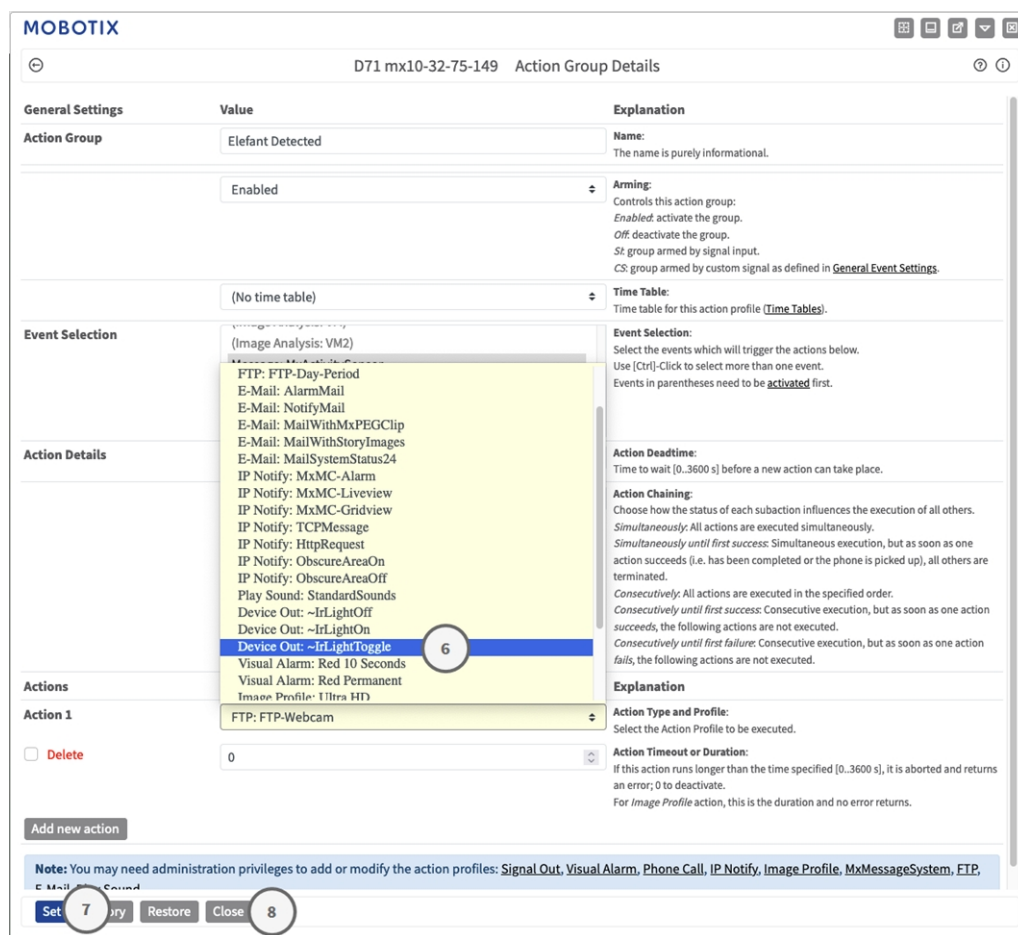 MOBOTIX
D71 mx10-32-75-149 Action Group Details
General Settings Value Explanation
Action Group Elefant Detected Name:
The name is purely informational.
Enabled Arming:
Controls this action group:
Enabled: activate the group.
Off: deactivate the group.
SI: group armed by signal input.
CS: group armed by custom signal as defined in General Event Settings.
(No time table) Time Table:
Time table for this action profile (Time Tables).
Event Selection
(Image Analysis: VM2)
Event Selection:
Select the events which will trigger the actions below.
Use [Ctrl]-Click to select more than one event.
Events in parentheses need to be activated first.
FTP: FTP-Day-Period
E-Mail: AlarmMail
E-Mail: NotifyMail
E-Mail: MailWithMxPEGClip
E-Mail: MailWithStoryImages
E-Mail: MailSystemStatus24
IP Notify: MxMC-Alarm
IP Notify: MxMC-Liveview
IP Notify: MxMC-Gridview
IP Notify: TCPMessage
IP Notify: HttpRequest
IP Notify: ObscureAreaOn
IP Notify: ObscureAreaOff
Play Sound: StandardSounds
Device Out: ~IrLightOff
Device Out: ~IrLightOn
Device Out: ~IrLightToggle 6
Visual Alarm: Red 10 Seconds
Visual Alarm: Red Permanent
Image Profile: Ultra HD
Action Details Action Deadtime:
Time to wait [0..3600 s] before a new action can take place.
Action Chaining:
Choose how the status of each subaction influences the execution of all others.
Simultaneously: All actions are executed simultaneously.
Simultaneously until first success: Simultaneous execution, but as soon as one
action succeeds (i.e. has been completed or the phone is picked up), all others are
terminated.
Consecutively: All actions are executed in the specified order.
Consecutively until first success: Consecutive execution, but as soon as one action
succeeds, the following actions are not executed.
Consecutively until first failure: Consecutive execution, but as soon as one action
fails, the following actions are not executed.
Actions Explanation
Action 1 FTP: FTP-Webcam Action Type and Profile:
Select the Action Profile to be executed.
Delete 0 Action Timeout or Duration:
If this action runs longer than the time specified [0..3600 s], it is aborted and returns
an error; 0 to deactivate.
For Image Profile action, this is the duration and no error returns.
Add new action
Note: You may need administration privileges to add or modify the action profiles: Signal Out, Visual Alarm, Phone Call, IP Notify, Image Profile, MxMessageSystem, FTP,
Set 7 ory Restore Close 8